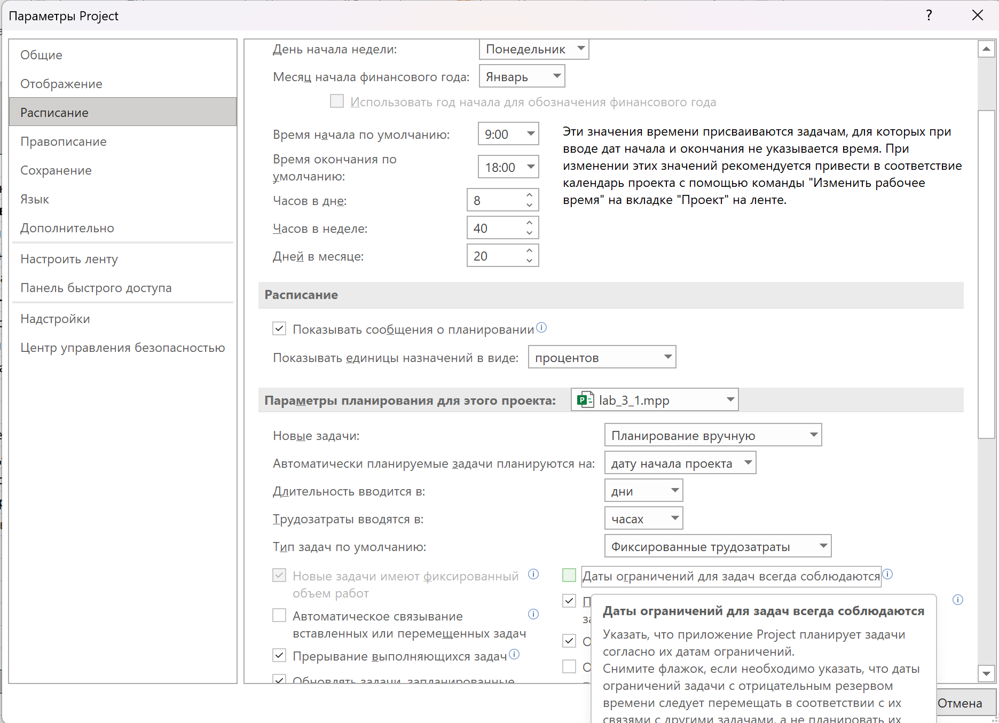 Параметры Project
?
Общие
Отображение
Расписание
Правописание
Сохранение
Язык
Дополнительно
Настроить ленту
Панель быстрого доступа
Надстройки
Центр управления безопасностью
День начала недели:
Понедельник
Месяц начала финансового года:
Январь
Использовать год начала для обозначения финансового года
Время начала по умолчанию:
9:00
Время окончания по
умолчанию:
18:00
Эти значения времени присваиваются задачам, для которых при
вводе дат начала и окончания не указывается время. При
изменении этих значений рекомендуется привести в соответствие
календарь проекта с помощью команды "Изменить рабочее
время" на вкладке "Проект" на ленте.
Часов в дне:
8
Часов в неделе:
40
Дней в месяце:
20
Расписание
Показывать сообщения о планировании
Показывать единицы назначений в виде:
процентов
Параметры планирования для этого проекта:
lab_3_1.mpp
Новые задачи:
Планирование вручную
Автоматически планируемые задачи планируются на:
дату начала проекта
Длительность вводится в:
дни
Трудозатраты вводятся в:
часах
Тип задач по умолчанию:
Фиксированные трудозатраты
Новые задачи имеют фиксированный
объем работ
Автоматическое связывание
вставленных или перемещенных задач
Прерывание выполняющихся задач
Обновлять задачи, запланированные
Даты ограничений для задач всегда соблюдаются
Даты ограничений для задач всегда соблюдаются
Указать, что приложение Project планирует задачи
согласно их датам ограничений.
Снимите флажок, если необходимо указать, что даты
ограничений задачи с отрицательным резервом
времени следует перемещать в соответствии с их
связями с другими задачами, а не планировать их
Отмена